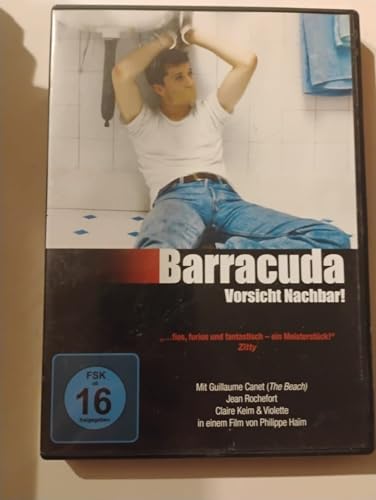 Barracuda
Vorsicht Nachbar!
„...fies, furios und fantastisch – ein Meisterstück!“
Zitty
FSK
ab
16
freigegeben
Mit Guillaume Canet (The Beach)
Jean Rochefort
Claire Keim & Violette
in einem Film von Philippe Haïm